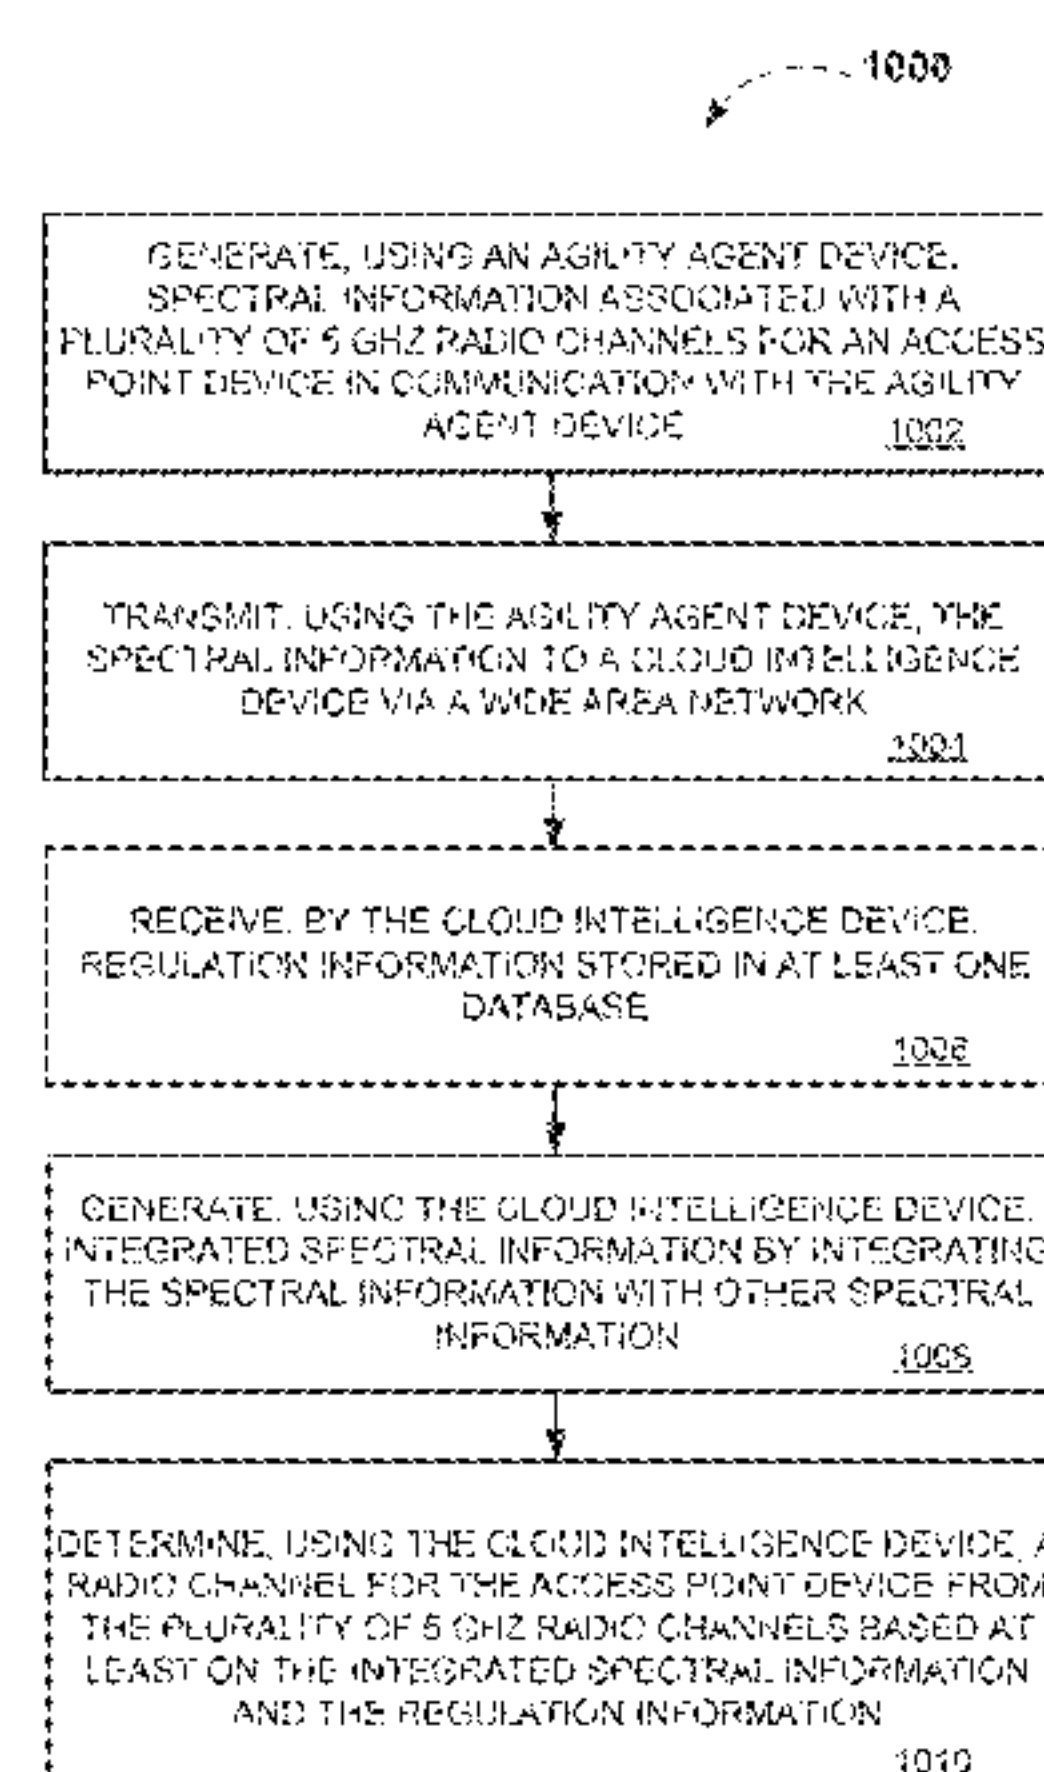 1000
GENERATE, USING AN AGILITY AGENT DEVICE,
SPECTRAL INFORMATION ASSOCIATED WITH A
PLURALITY OF 5 GHZ RADIO CHANNELS FOR AN ACCESS
POINT DEVICE IN COMMUNICATION WITH THE AGILITY
AGENT DEVICE
1002
TRANSMIT, USING THE AGILITY AGENT DEVICE, THE
SPECTRAL INFORMATION TO A CLOUD INTELLIGENCE
DEVICE VIA A WIDE AREA NETWORK
1004
RECEIVE, BY THE CLOUD INTELLIGENCE DEVICE,
REGULATION INFORMATION STORED IN AT LEAST ONE
DATABASE
1006
GENERATE, USING THE CLOUD INTELLIGENCE DEVICE,
INTEGRATED SPECTRAL INFORMATION BY INTEGRATING
THE SPECTRAL INFORMATION WITH OTHER SPECTRAL
INFORMATION
1008
DETERMINE, USING THE CLOUD INTELLIGENCE DEVICE, A
RADIO CHANNEL FOR THE ACCESS POINT DEVICE FROM
THE PLURALITY OF 5 GHZ RADIO CHANNELS BASED AT
LEAST ON THE INTEGRATED SPECTRAL INFORMATION
AND THE REGULATION INFORMATION
1010